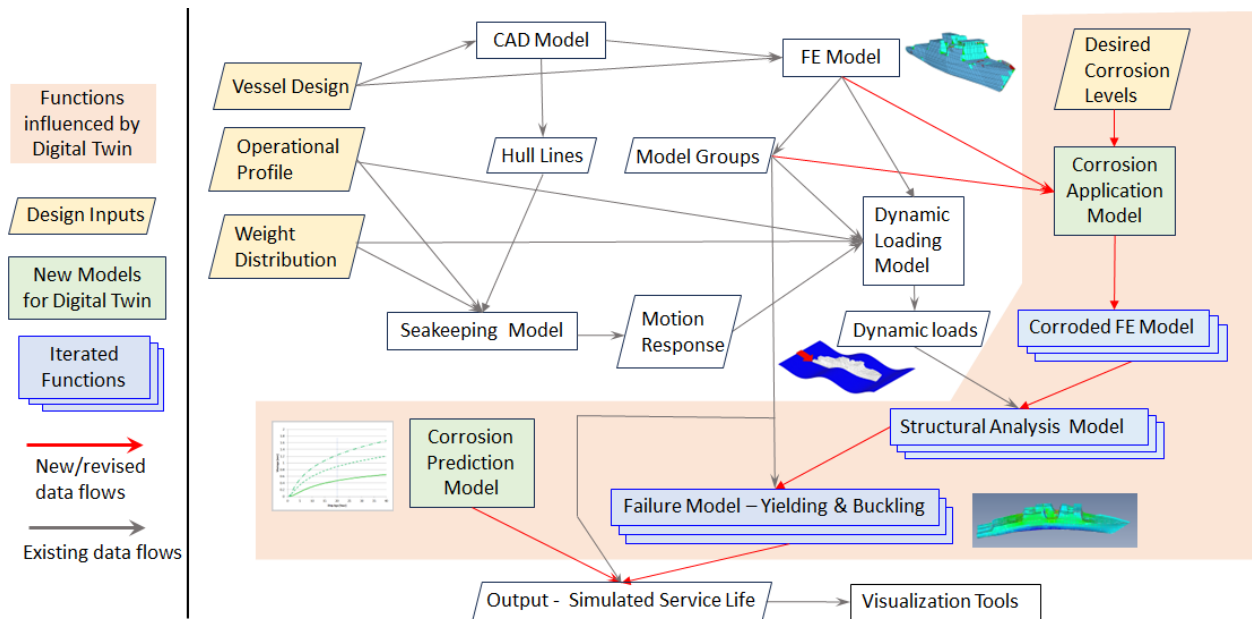 Functions
influenced by
Digital Twin
Design Inputs
New Models
for Digital Twin
Iterated
Functions
New/revised
data flows
Existing data flows
CAD Model
Vessel Design
FE Model
Desired
Corrosion
Levels
Operational
Profile
Hull Lines
Model Groups
Corrosion
Application
Model
Weight
Distribution
Dynamic
Loading
Model
Seakeeping Model
Motion
Response
Dynamic loads
Corroded FE Model
Structural Analysis Model
Corrosion
Prediction
Model
Failure Model – Yielding & Buckling
Output - Simulated Service Life
Visualization Tools